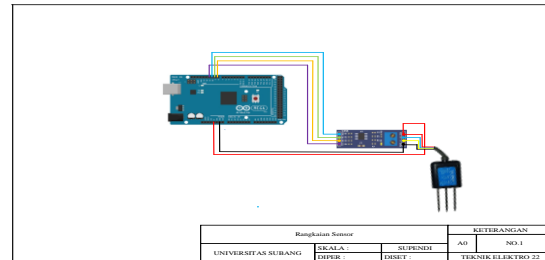 Rangkaian Sensor
KETERANGAN
A0
NO.1
UNIVERSITAS SUBANG
SKALA :
SUPENDI
DIPER :
DISET :
TEKNIK ELEKTRO 22